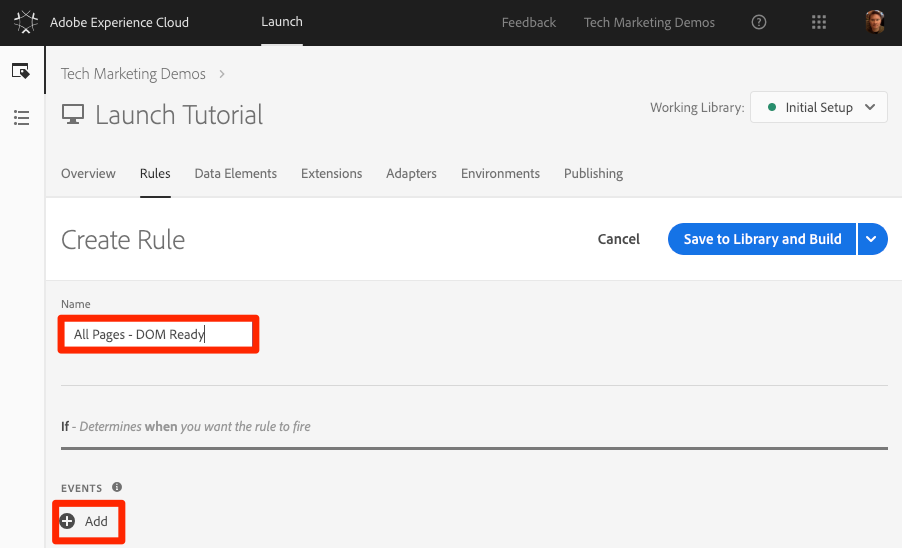 Adobe Experience Cloud Launch Feedback Tech Marketing Demos
Tech Marketing Demos
Launch Tutorial
Working Library: Initial Setup
Overview Rules Data Elements Extensions Adapters Environments Publishing
Create Rule Cancel Save to Library and Build
Name
All Pages - DOM Ready
If - Determines when you want the rule to fire
EVENTS
Add